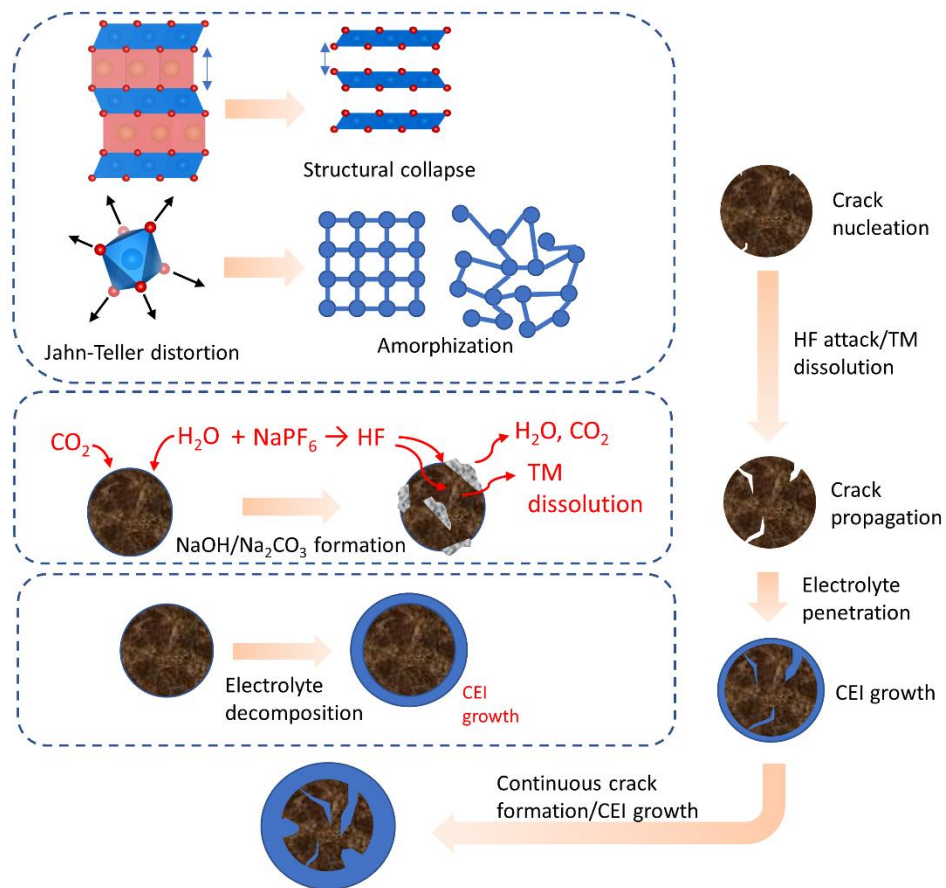 Structural collapse
Jahn-Teller distortion
Amorphization
CO₂
H₂O + NaPF₆ → HF
H₂O, CO₂
TM
dissolution
NaOH/Na₂CO₃ formation
Electrolyte
decomposition
CEI
growth
Crack
nucleation
HF attack/TM
dissolution
Crack
propagation
Electrolyte
penetration
CEI growth
Continuous crack
formation/CEI growth